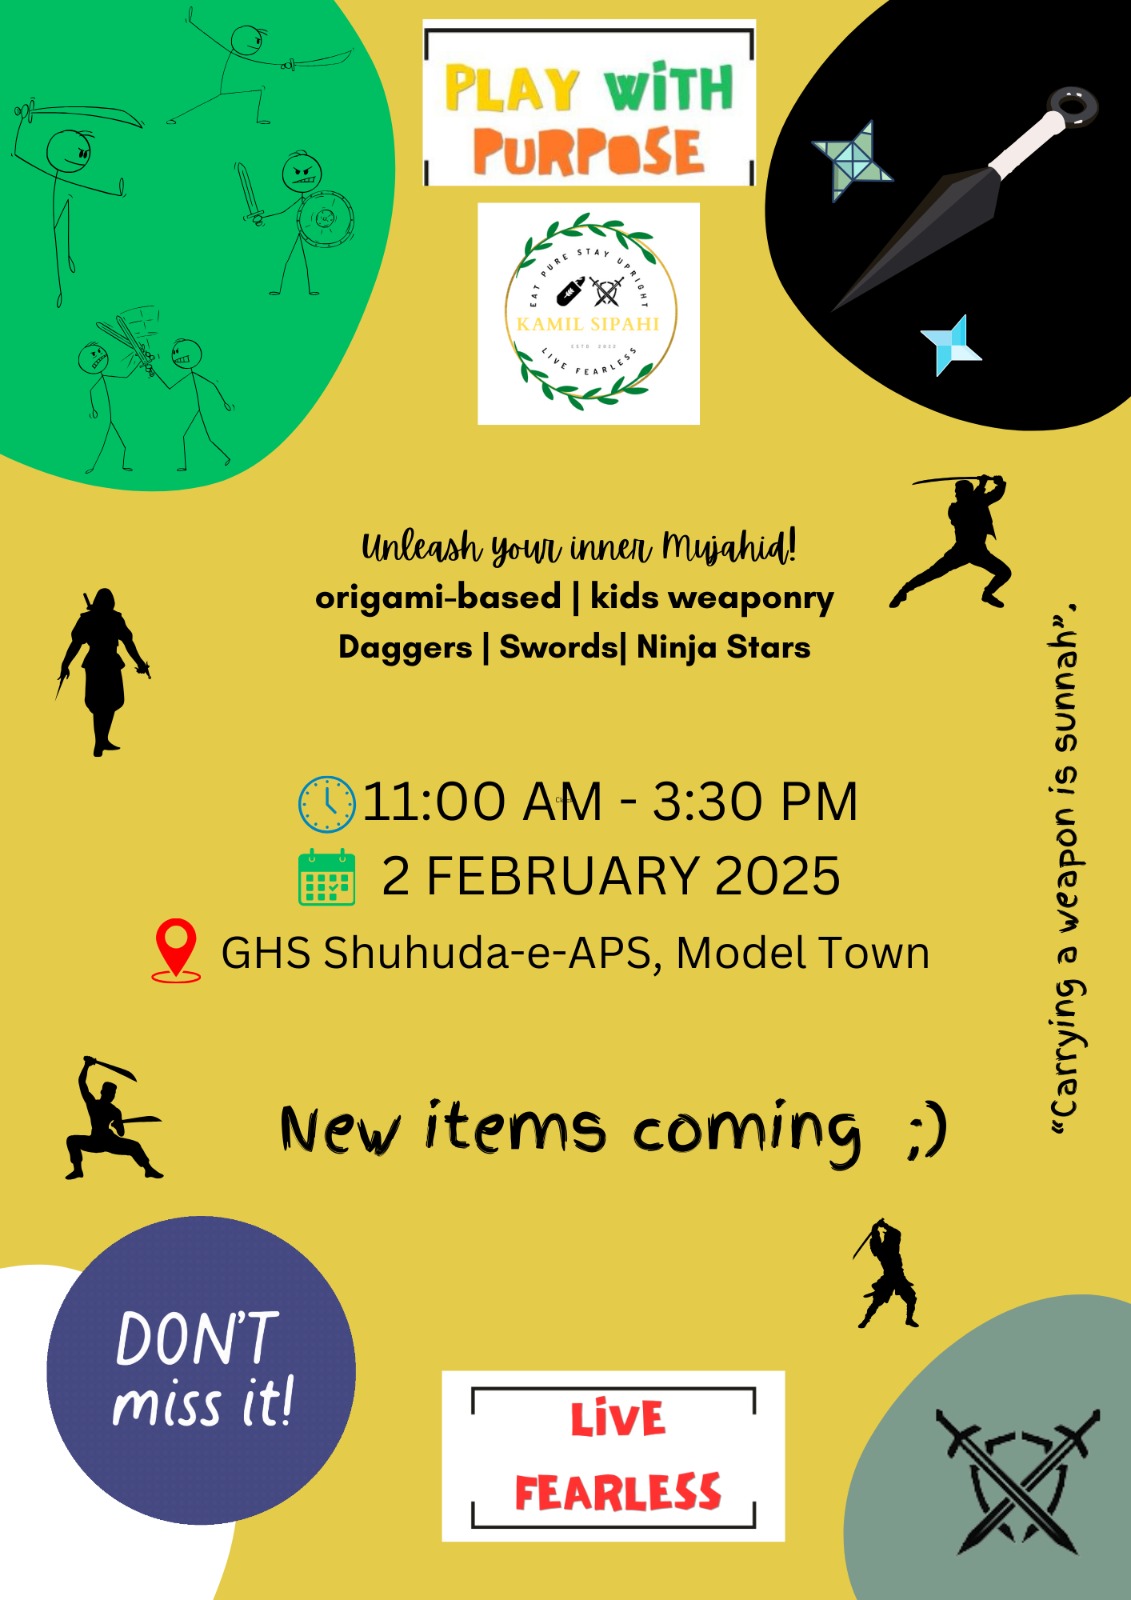 PLAY WiTH
PURPOSE
EAT PURE STAY UPRIGHT
KAMIL SIPAHI
ESTD 2022
LIVE FEARLESS
Unleash your inner Mujahid!
origami-based | kids weaponry
Daggers | Swords| Ninja Stars
11:00 AM - 3:30 PM
2 FEBRUARY 2025
GHS Shuhuda-e-APS, Model Town
"Carrying a weapon is sunnah".
New items coming ;)
DON'T
miss it!
LiVE
FEARLESS